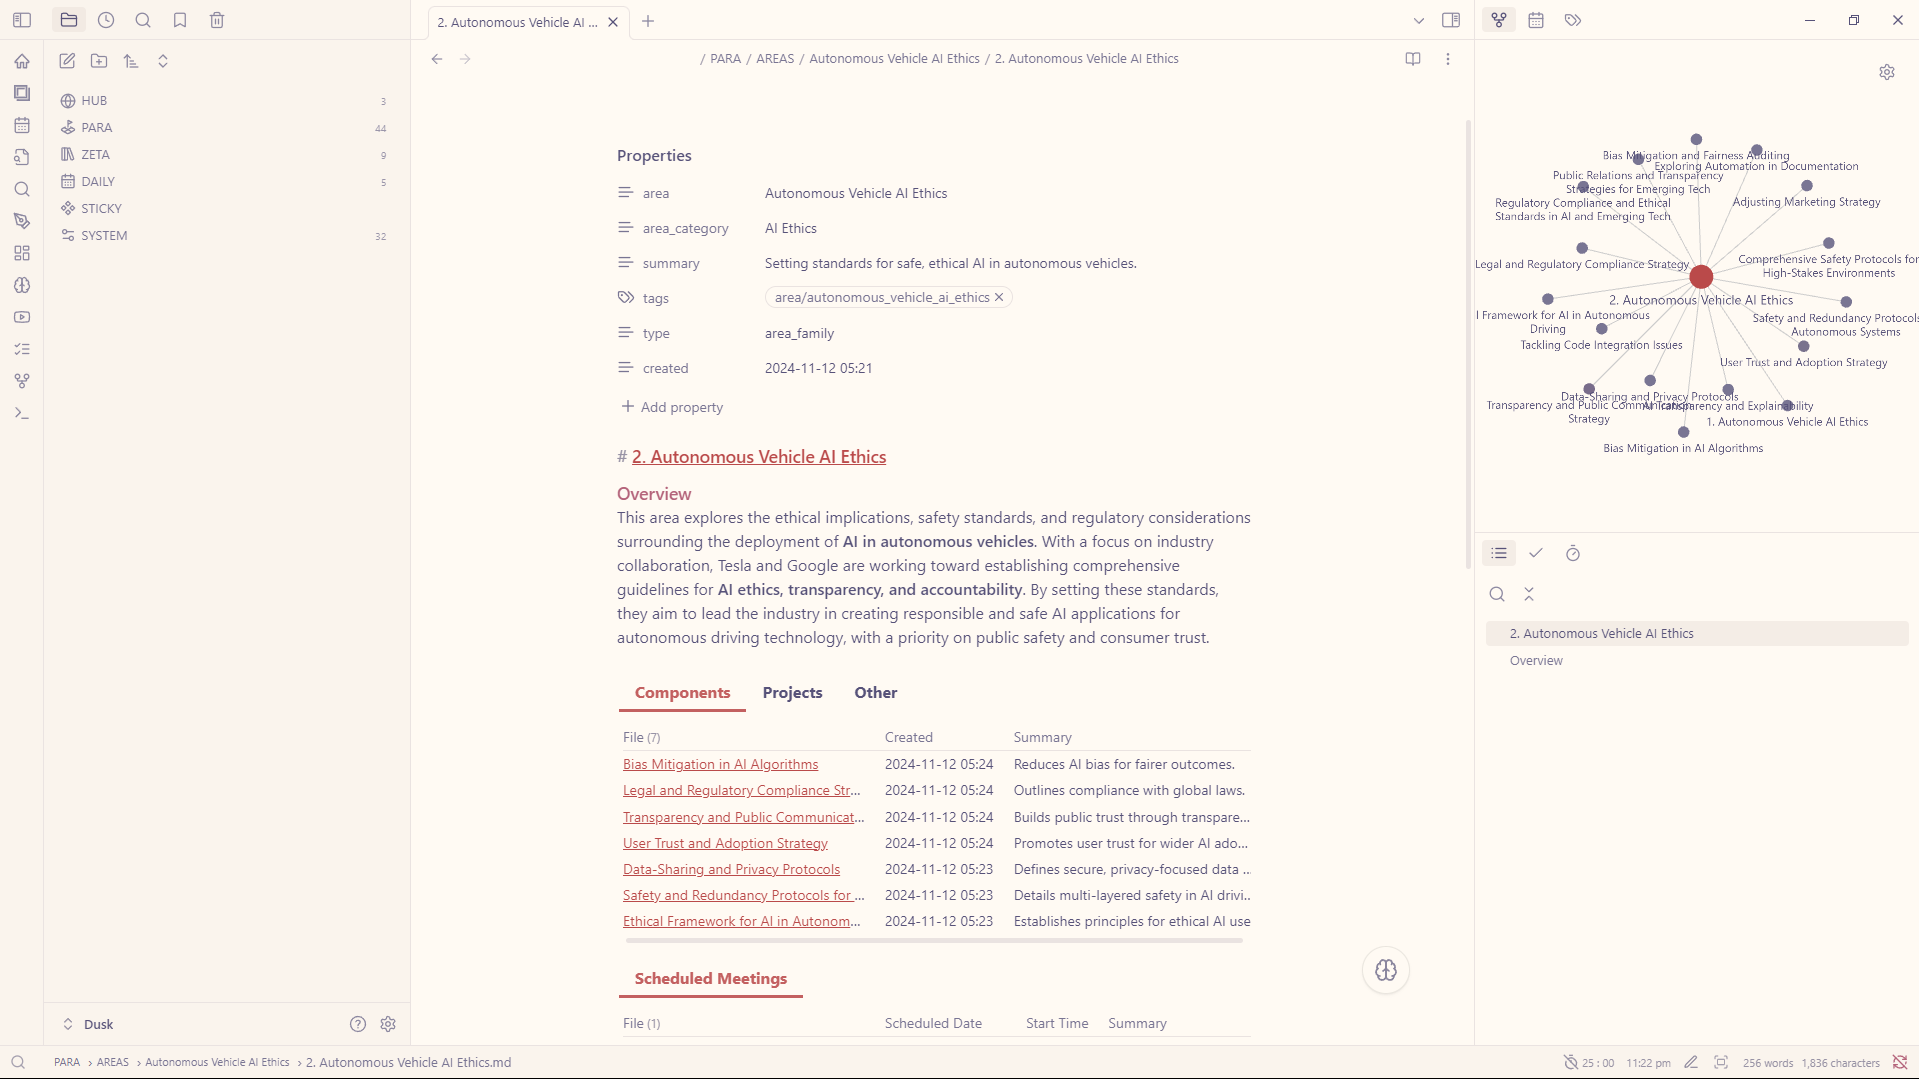 2. Autonomous Vehicle AI ...
/ PARA / AREAS / Autonomous Vehicle AI Ethics / 2. Autonomous Vehicle AI Ethics
HUB 3
PARA 44
ZETA 9
DAILY 5
STICKY
SYSTEM 32
Dusk
Properties
area Autonomous Vehicle AI Ethics
area_category AI Ethics
summary Setting standards for safe, ethical AI in autonomous vehicles.
tags area/autonomous_vehicle_ai_ethics
type area_family
created 2024-11-12 05:21
Add property
# 2. Autonomous Vehicle AI Ethics
Overview
This area explores the ethical implications, safety standards, and regulatory considerations
surrounding the deployment of AI in autonomous vehicles. With a focus on industry
collaboration, Tesla and Google are working toward establishing comprehensive
guidelines for AI ethics, transparency, and accountability. By setting these standards,
they aim to lead the industry in creating responsible and safe AI applications for
autonomous driving technology, with a priority on public safety and consumer trust.
Components Projects Other
File (7) Created Summary
Bias Mitigation in AI Algorithms 2024-11-12 05:24 Reduces AI bias for fairer outcomes.
Legal and Regulatory Compliance Str... 2024-11-12 05:24 Outlines compliance with global laws.
Transparency and Public Communicat... 2024-11-12 05:24 Builds public trust through transpare...
User Trust and Adoption Strategy 2024-11-12 05:24 Promotes user trust for wider AI ado...
Data-Sharing and Privacy Protocols 2024-11-12 05:23 Defines secure, privacy-focused data ..
Safety and Redundancy Protocols for ... 2024-11-12 05:23 Details multi-layered safety in AI drivi..
Ethical Framework for AI in Autonom... 2024-11-12 05:23 Establishes principles for ethical AI use
Scheduled Meetings
File (1) Scheduled Date Start Time Summary
Bias Mitigation and Fairness Auditing
Exploring Automation in Documentation
Public Relations and Transparency
Strategies for Emerging Tech
Regulatory Compliance and Ethical
Standards in AI and Emerging Tech
Adjusting Marketing Strategy
Legal and Regulatory Compliance Strategy
Comprehensive Safety Protocols for
High-Stakes Environments
2. Autonomous Vehicle AI Ethics
l Framework for AI in Autonomous
Driving
Safety and Redundancy Protocols
Autonomous Systems
Tackling Code Integration Issues
User Trust and Adoption Strategy
Data-Sharing and Privacy Protocols
Transparency and Public Communication
Strategy
AI Transparency and Explainability
1. Autonomous Vehicle AI Ethics
Bias Mitigation in AI Algorithms
2. Autonomous Vehicle AI Ethics
Overview
PARA > AREAS > Autonomous Vehicle AI Ethics > 2. Autonomous Vehicle AI Ethics.md
25 : 00 11:22 pm 256 words 1,836 characters